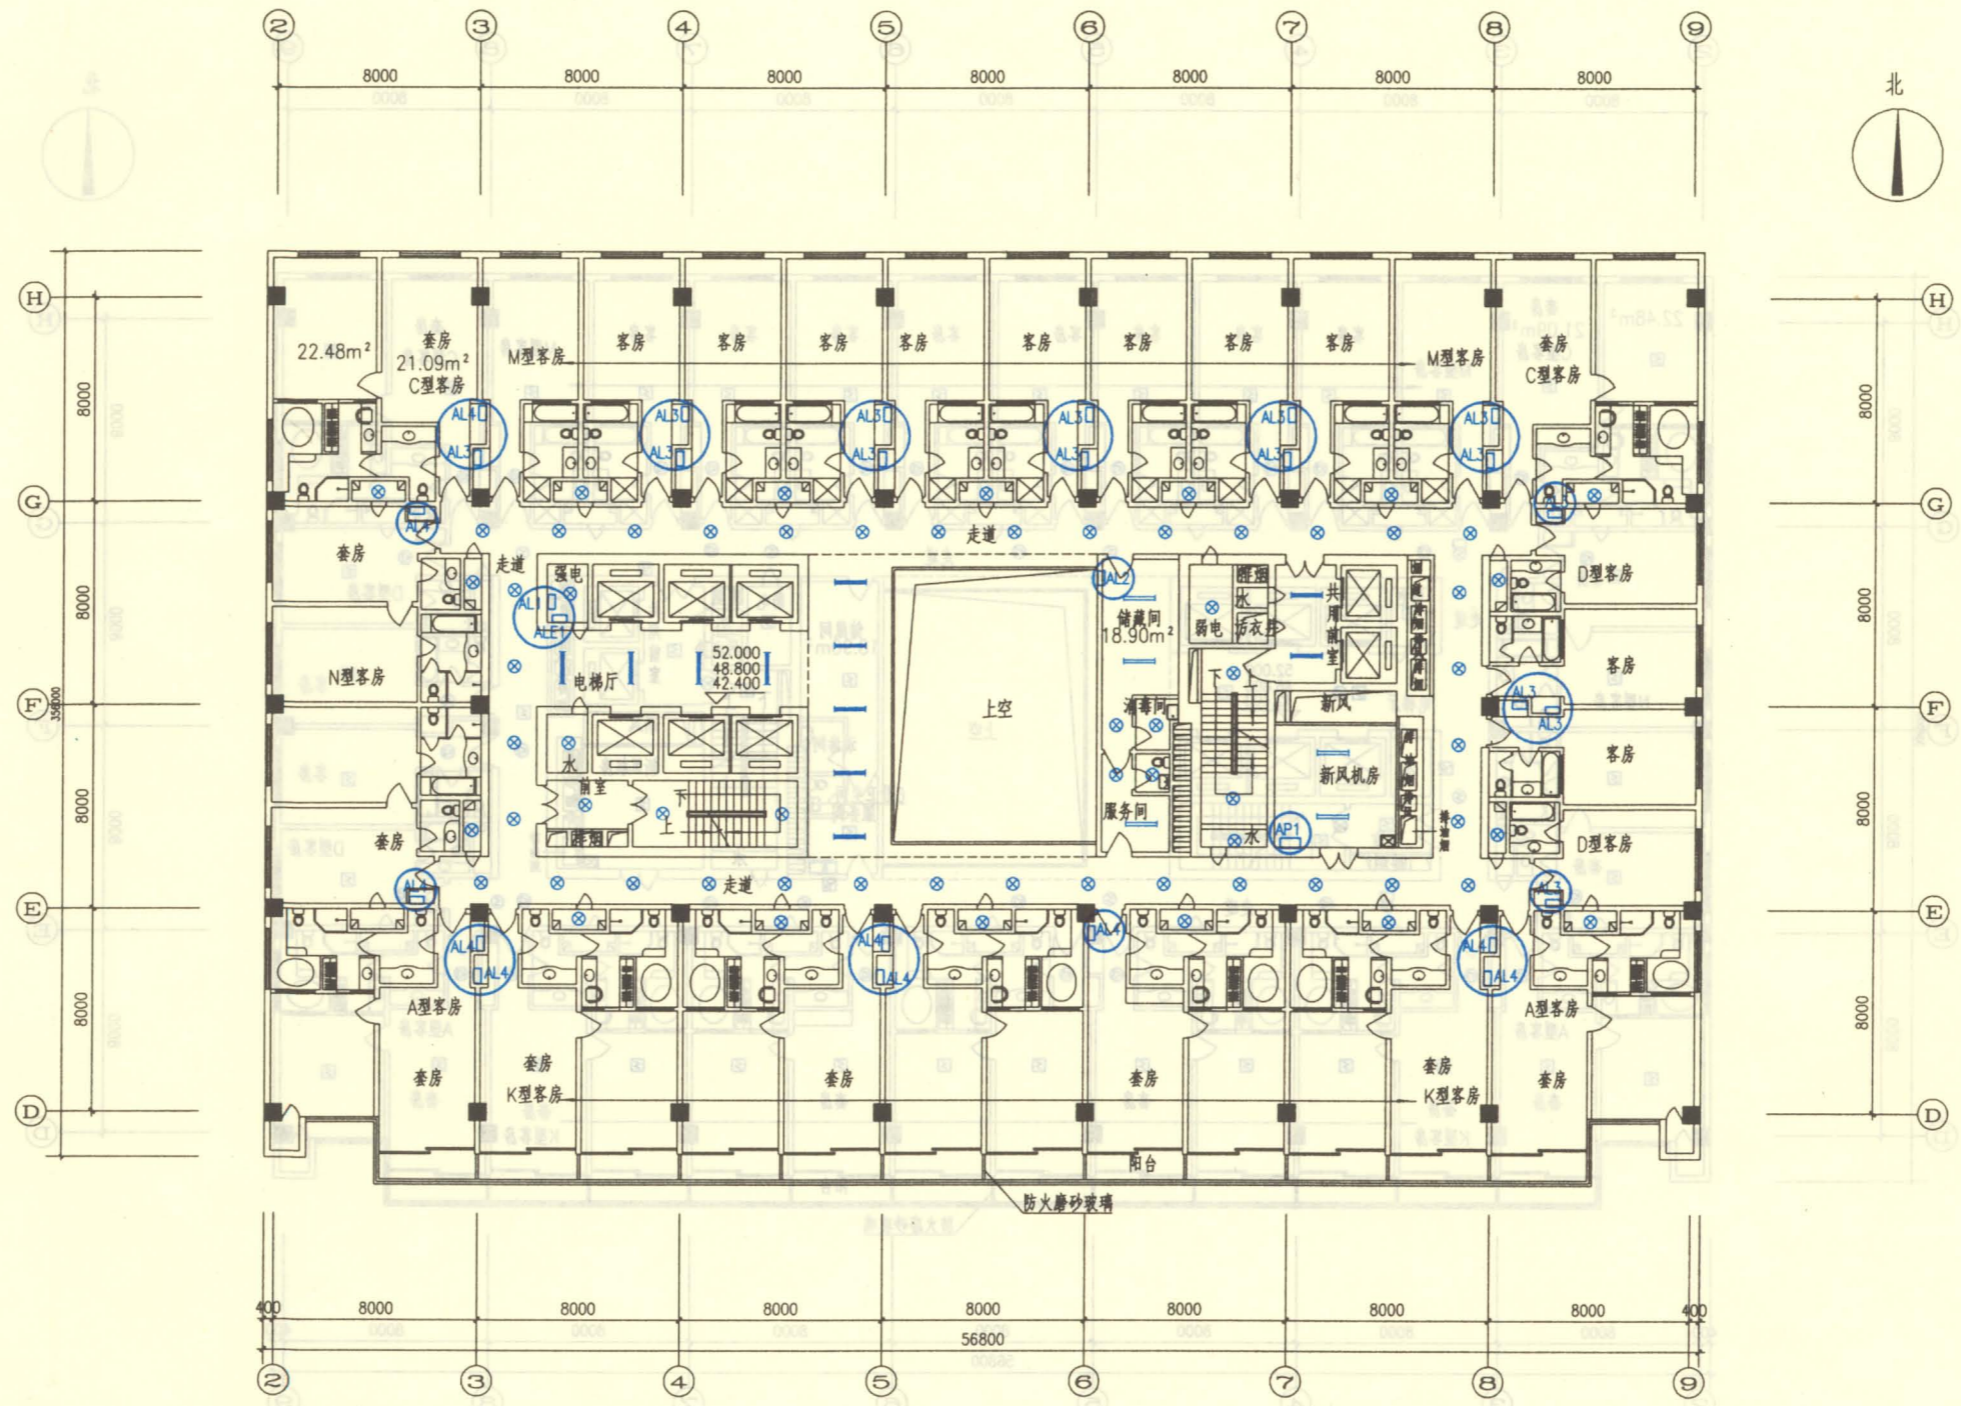 ② ③ ④ ⑤ ⑥ ⑦ ⑧ ⑨
8000 8000 8000 8000 8000 8000 8000
北
H H
22.48m²
套房
21.09m²
C型客房
M型客房
客房 客房 客房 客房 客房 客房 客房 客房
M型客房
套房
C型客房
8000 8000
AL4 AL3 AL3 AL3 AL3 AL3
AL3 AL3 AL3 AL3 AL3 AL3
G G
AL4
走道
套房
走道
强电
AL2
排烟
水
共用前室
D型客房
AL1
ALE1
储藏间
18.90m²
弱电
污衣井
8000 8000
52.000
48.800
42.400
电梯厅
N型客房
下 上
客房
F F
35600
上空
消毒间
新风
AL3
AL3
客房
水
前室
新风机房
下
上
排烟
服务间
水
AP1
套房
D型客房
8000 8000
AL4
走道
AL3
E E
AL4 AL4 AL4 AL4
AL4 AL4 AL4
A型客房
A型客房
8000 8000
套房
套房
K型客房
套房
套房
套房
K型客房
套房
D D
阳台
防火磨砂玻璃
400 8000 8000 8000 8000 8000 8000 8000 400
56800
② ③ ④ ⑤ ⑥ ⑦ ⑧ ⑨